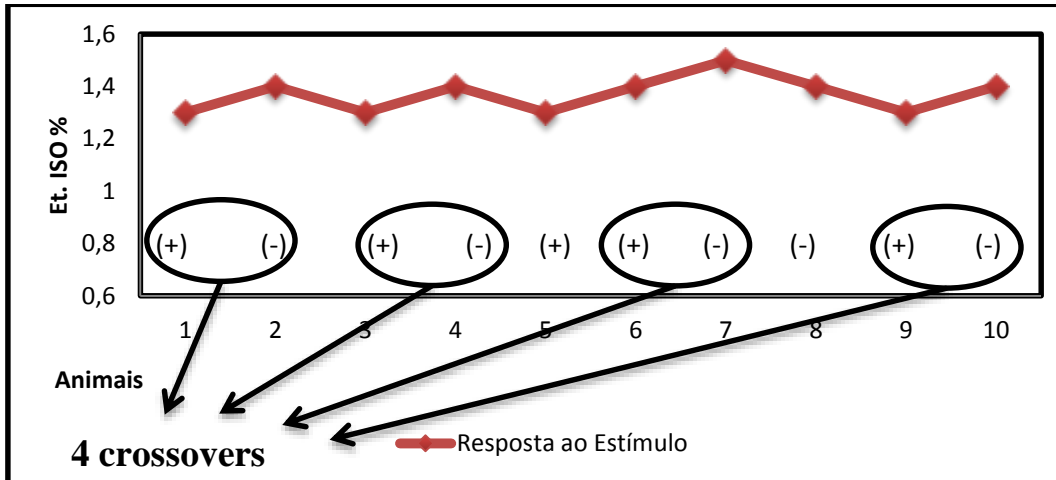 1,6
1,4
1,2
1
0,8
0,6
Et. ISO %
(+) (-) (+) (-) (+) (+) (-) (-) (+) (-)
1 2 3 4 5 6 7 8 9 10
Animais
4 crossovers
Resposta ao Estímulo